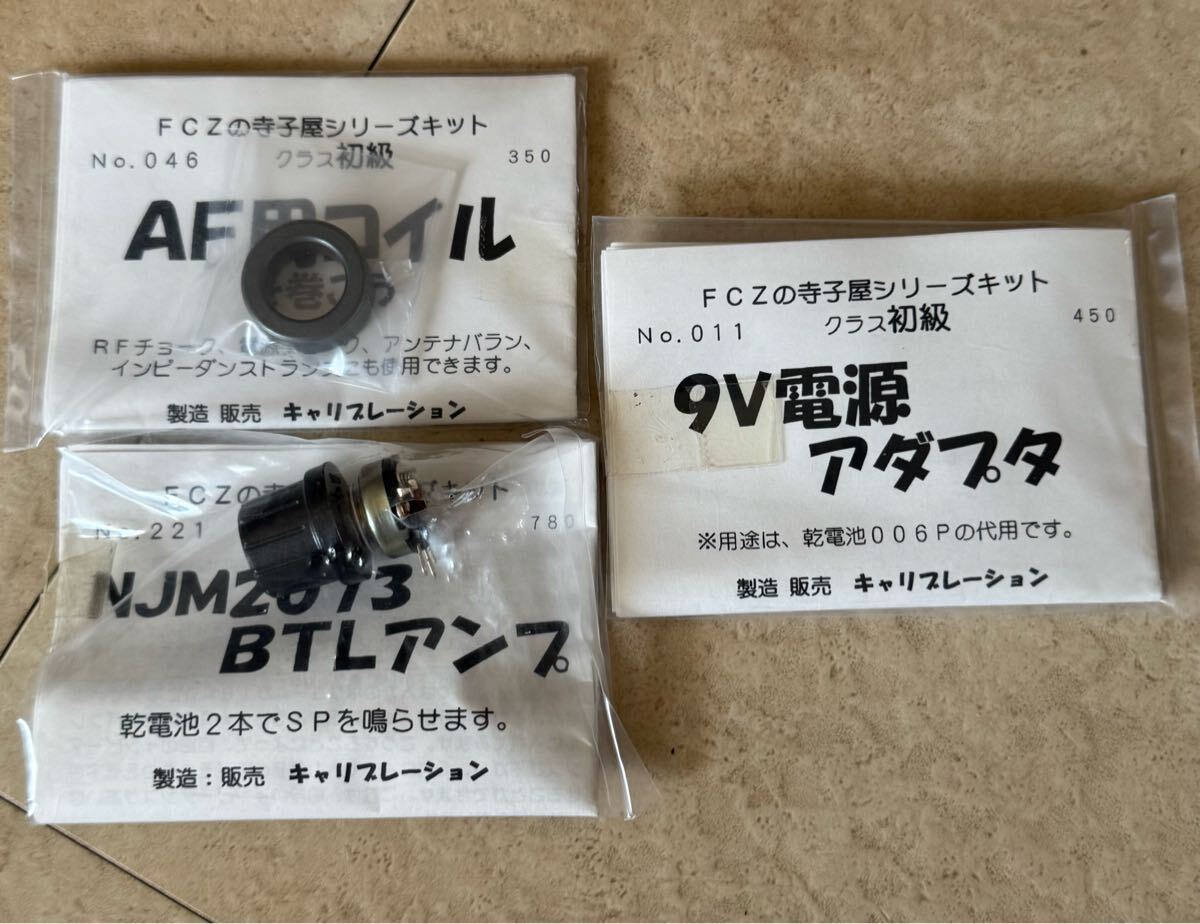 FCZの寺子屋シリーズキット
No.046 クラス初級 350
AF用コイル
RFチョーク、 アンテナバラン、
インピーダンストランスにも使用できます。
製造 販売 キャリブレーション
FCZの寺子屋シリーズキット
No.011 クラス初級 450
9V電源
アダプタ
※用途は、乾電池006Pの代用です。
製造 販売 キャリブレーション
FCZの キット
No.221 780
NJM2073
BTLアンプ
乾電池2本でSPを鳴らせます。
製造:販売 キャリブレーション